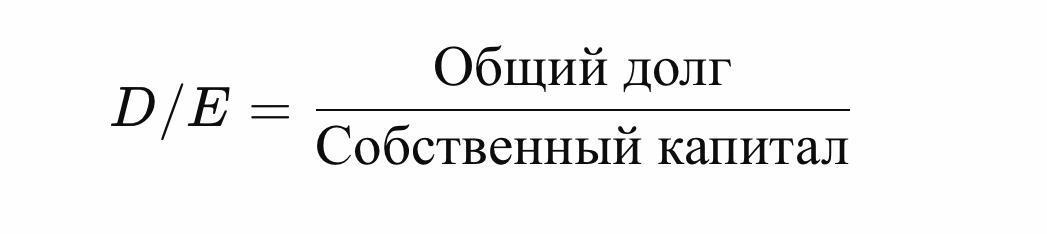 D/E = Общий долг
Собственный капитал